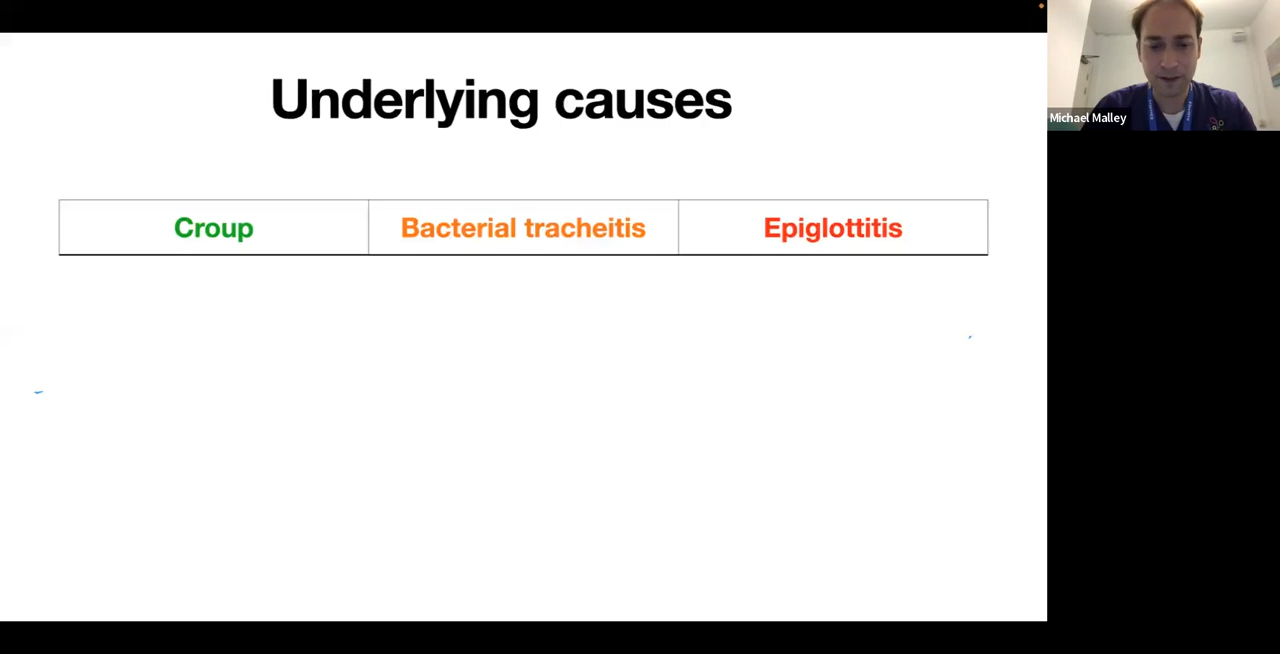 Underlying causes
Croup Bacterial tracheitis Epiglottitis
Michael Malley